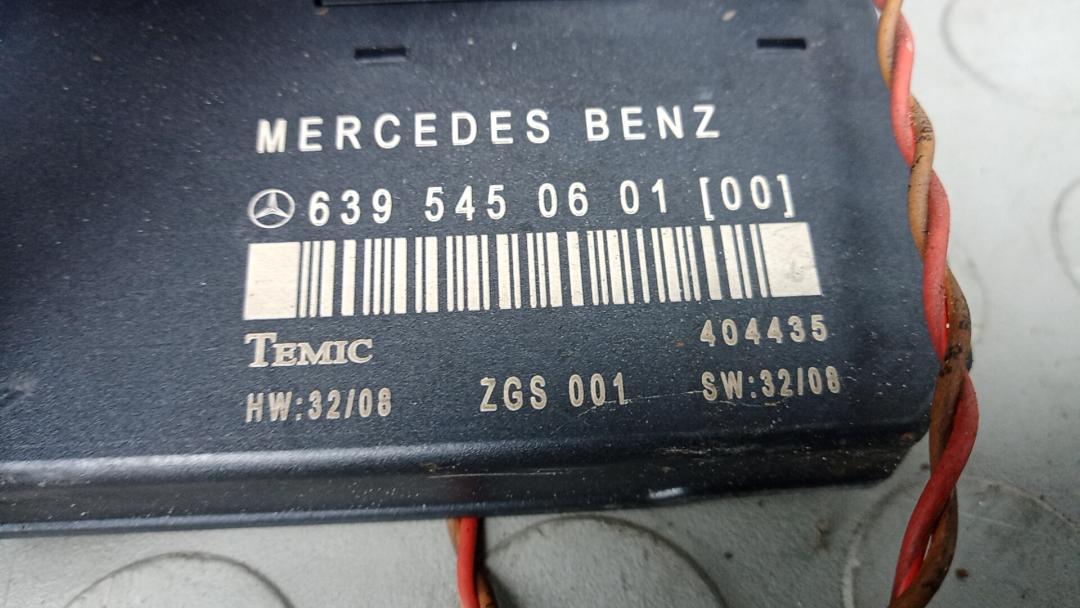 MERCEDES BENZ
639 545 06 01 [00]
TEMIC 404435
HW:32/08 ZGS 001 SW:32/08